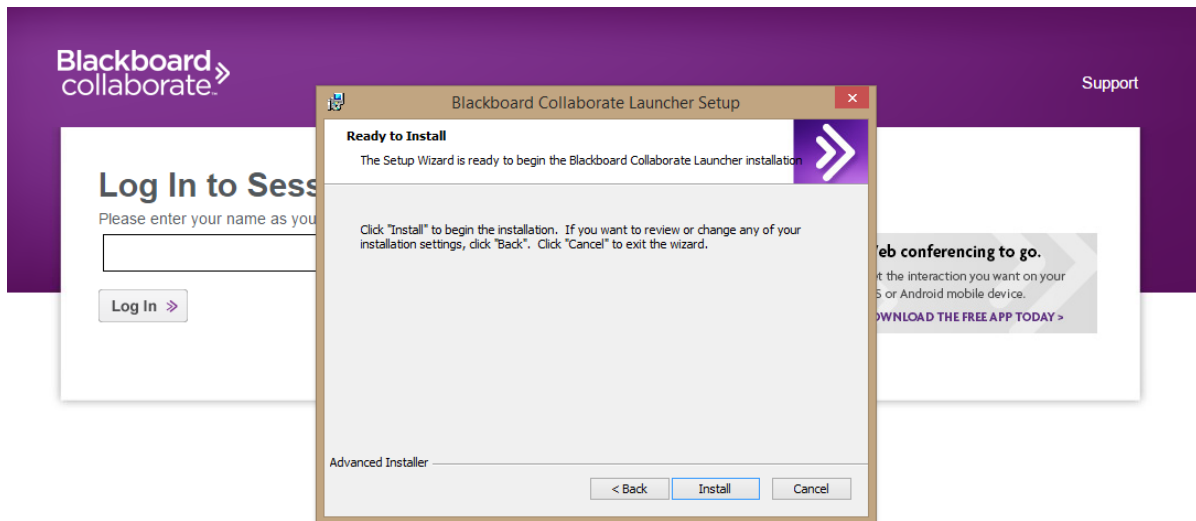 Blackboard
collaborate™
Support
Log In to Sess
Please enter your name as you
Log In
Blackboard Collaborate Launcher Setup
Ready to Install
The Setup Wizard is ready to begin the Blackboard Collaborate Launcher installation
Click "Install" to begin the installation. If you want to review or change any of your
installation settings, click "Back". Click "Cancel" to exit the wizard.
Advanced Installer
< Back Install Cancel
eb conferencing to go.
t the interaction you want on your
S or Android mobile device.
OWNLOAD THE FREE APP TODAY >